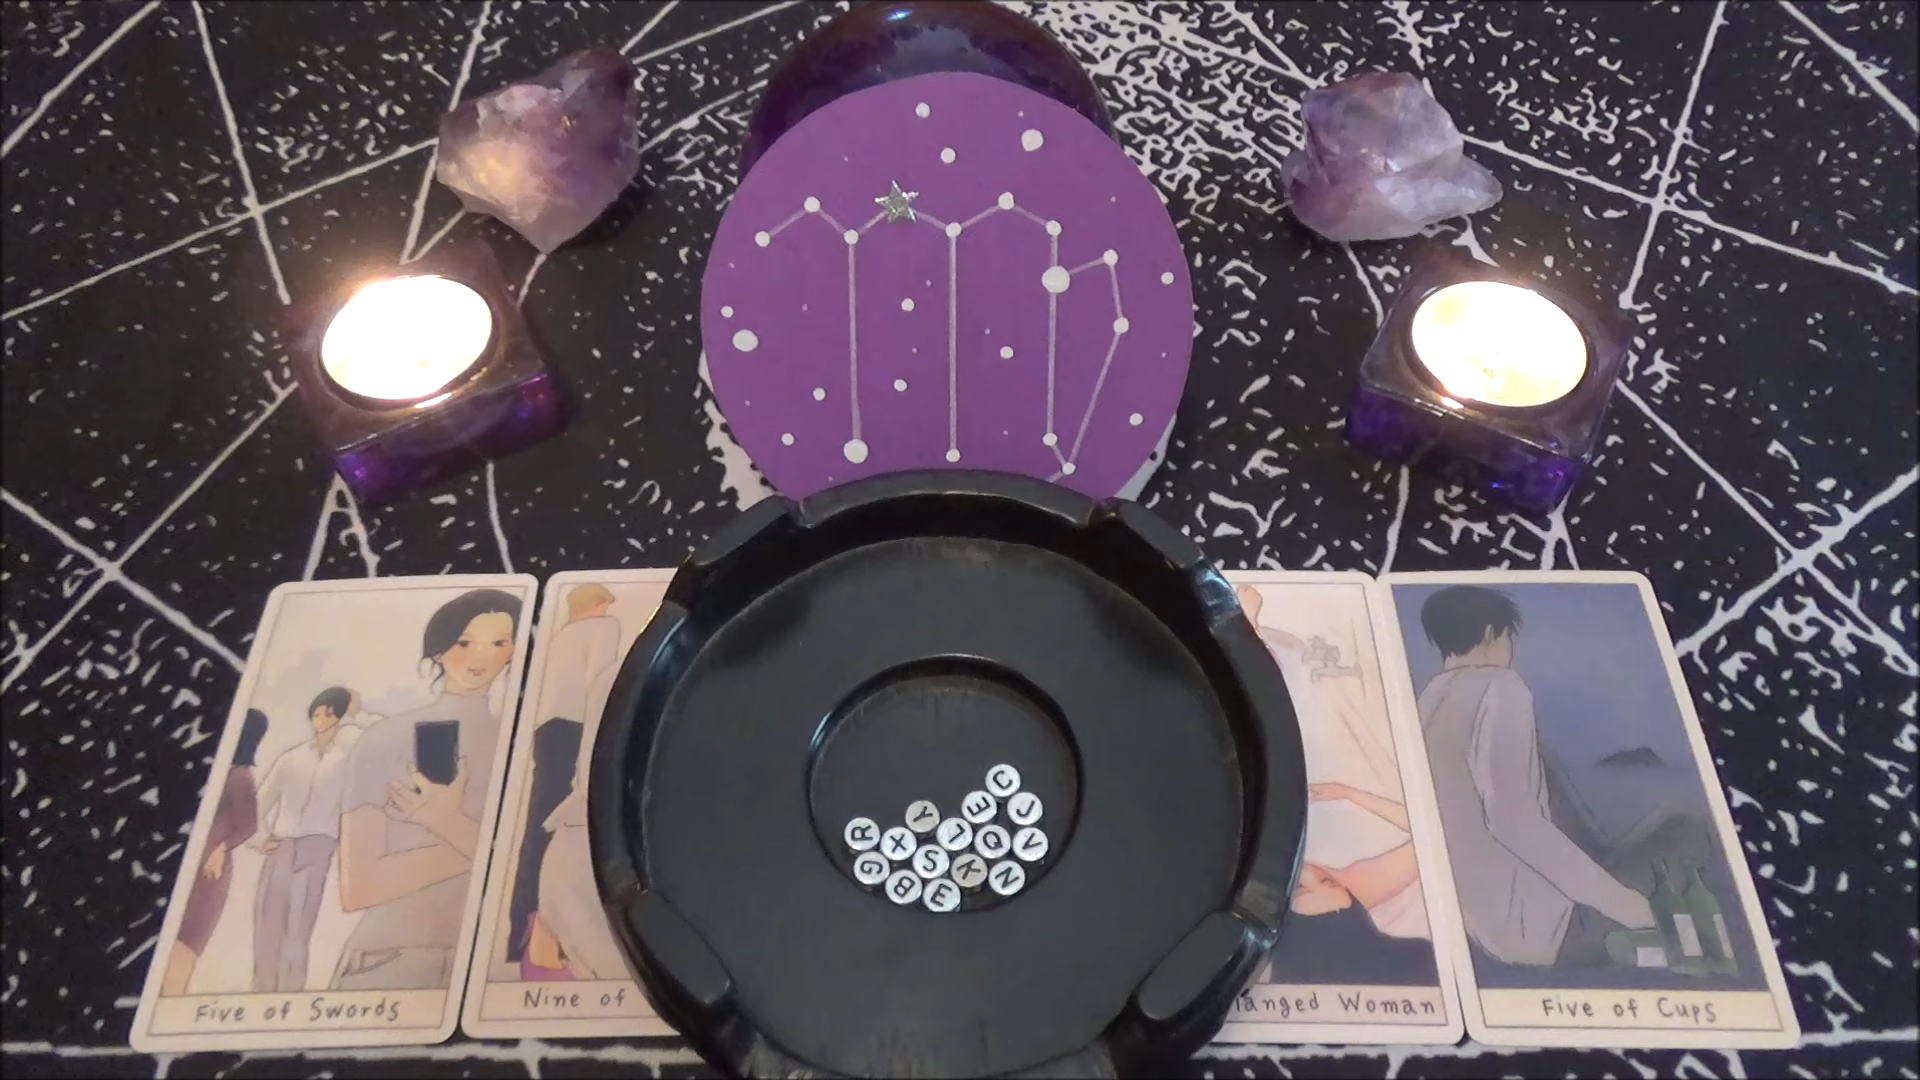 C
E J
Y L Q V
R X S K N
G B E
Five of Swords
Nine of
anged Woman
Five of Cups